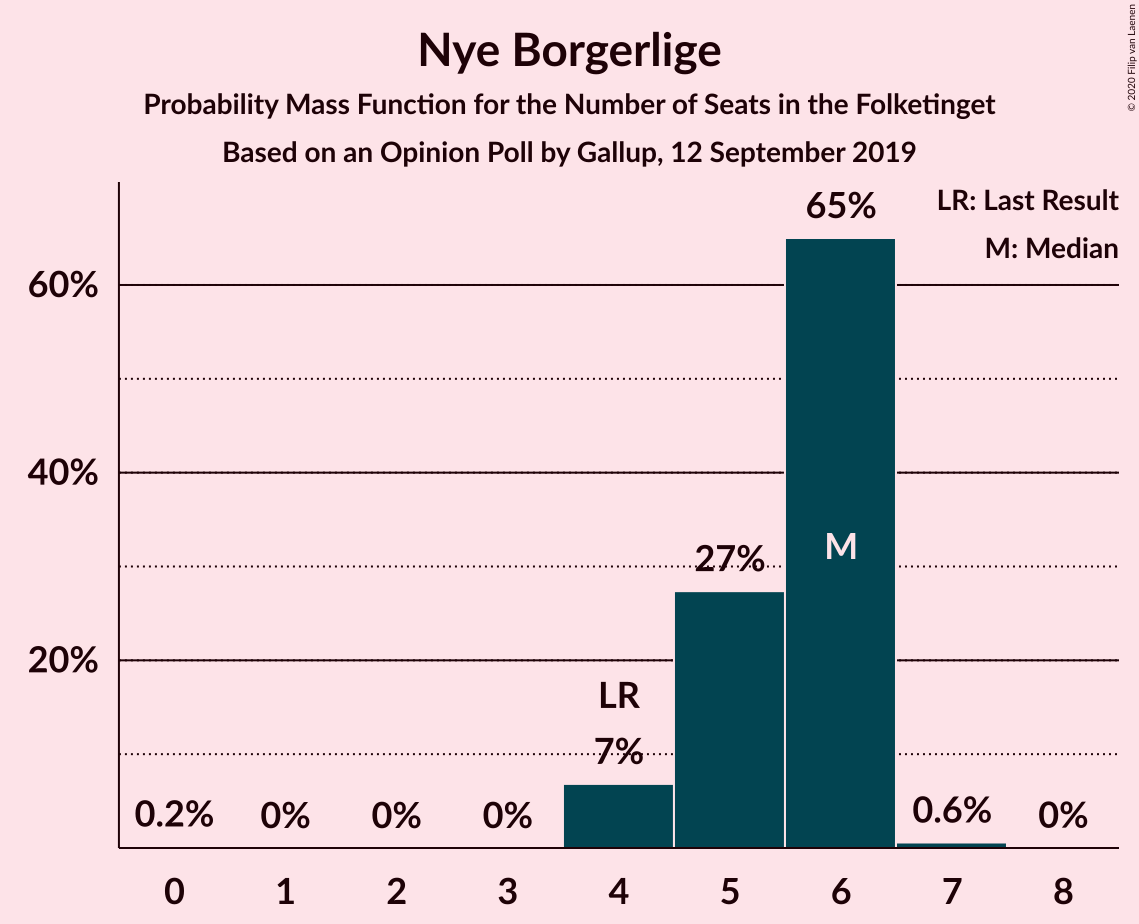 Nye Borgerlige
Probability Mass Function for the Number of Seats in the Folketinget
Based on an Opinion Poll by Gallup, 12 September 2019
© 2020 Filip van Laenen
LR: Last Result
M: Median
65%
60%
40%
27%
M
20%
LR
7%
0.2% 0% 0% 0% 0.6% 0%
0 1 2 3 4 5 6 7 8